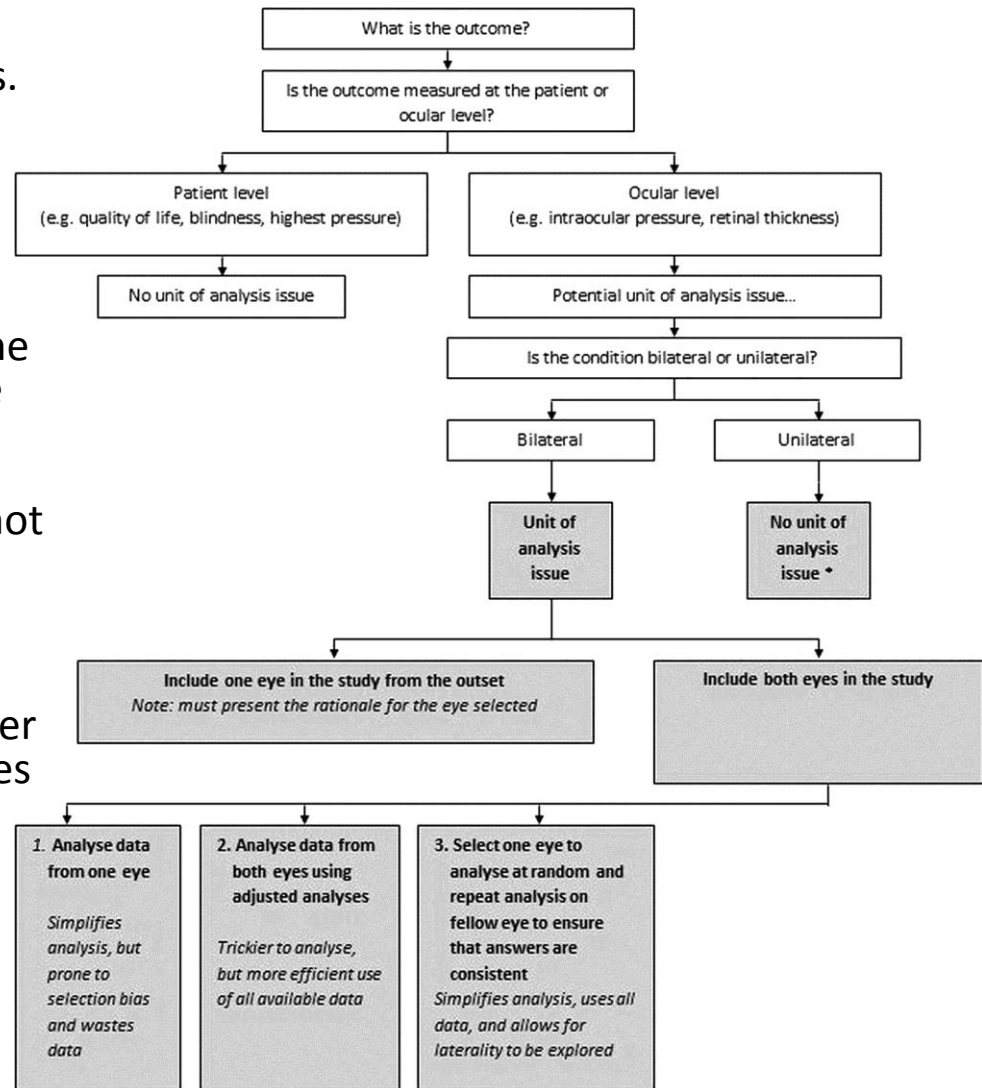 s.
ne
e
not
er
es
What is the outcome?
Is the outcome measured at the patient or
ocular level?
Patient level
(e.g. quality of life, blindness, highest pressure)
Ocular level
(e.g. intraocular pressure, retinal thickness)
No unit of analysis issue
Potential unit of analysis issue...
Is the condition bilateral or unilateral?
Bilateral
Unilateral
Unit of
analysis
issue
No unit of
analysis
issue *
Include one eye in the study from the outset
Note: must present the rationale for the eye selected
Include both eyes in the study
1. Analyse data
from one eye
Simplifies
analysis, but
prone to
selection bias
and wastes
data
2. Analyse data from
both eyes using
adjusted analyses
Trickier to analyse,
but more efficient use
of all available data
3. Select one eye to
analyse at random and
repeat analysis on
fellow eye to ensure
that answers are
consistent
Simplifies analysis, uses all
data, and allows for
laterality to be explored